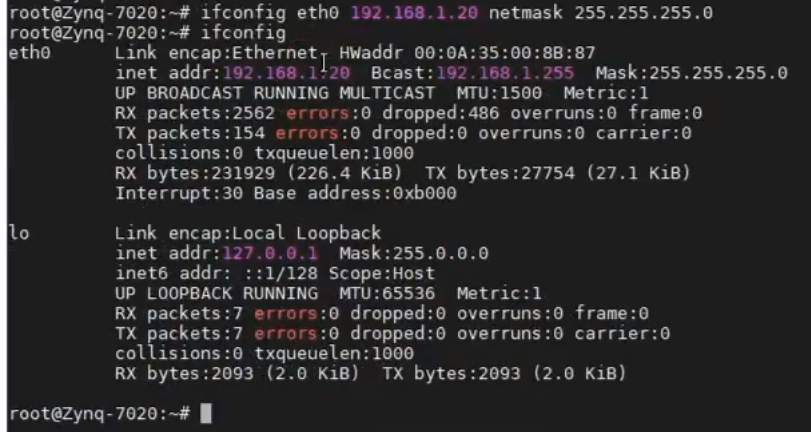 root@Zynq-7020:~# ifconfig eth0 192.168.1.20 netmask 255.255.255.0
root@Zynq-7020:~# ifconfig
eth0 Link encap:Ethernet HWaddr 00:0A:35:00:8B:87
inet addr:192.168.1.20 Bcast:192.168.1.255 Mask:255.255.255.0
UP BROADCAST RUNNING MULTICAST MTU:1500 Metric:1
RX packets:2562 errors:0 dropped:486 overruns:0 frame:0
TX packets:154 errors:0 dropped:0 overruns:0 carrier:0
collisions:0 txqueuelen:1000
RX bytes:231929 (226.4 KiB) TX bytes:27754 (27.1 KiB)
Interrupt:30 Base address:0xb000
lo Link encap:Local Loopback
inet addr:127.0.0.1 Mask:255.0.0.0
inet6 addr: ::1/128 Scope:Host
UP LOOPBACK RUNNING MTU:65536 Metric:1
RX packets:7 errors:0 dropped:0 overruns:0 frame:0
TX packets:7 errors:0 dropped:0 overruns:0 carrier:0
collisions:0 txqueuelen:1000
RX bytes:2093 (2.0 KiB) TX bytes:2093 (2.0 KiB)
root@Zynq-7020:~#